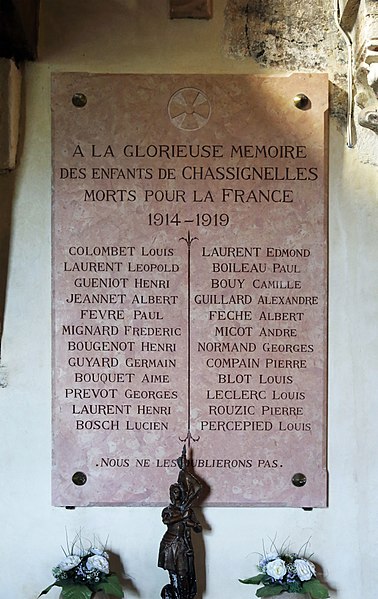 A LA GLORIEUSE MEMOIRE
DES ENFANTS DE CHASSIGNELLES
MORTS POUR LA FRANCE
1914-1919
COLOMBET LOUIS
LAURENT LEOPOLD
GUENIOT HENRI
JEANNET ALBERT
FEVRE PAUL
MIGNARD FREDERIC
BOUGENOT HENRI
GUYARD GERMAIN
BOUQUET AIME
PREVOT GEORGES
LAURENT HENRI
BOSCH LUCIEN
LAURENT EDMOND
BOILEAU PAUL
BOUY CAMILLE
GUILLARD ALEXANDRE
FECHE ALBERT
MICOT ANDRE
NORMAND GEORGES
COMPAIN PIERRE
BLOT LOUIS
LECLERC LOUIS
ROUZIC PIERRE
PERCEPIED LOUIS
. NOUS NE LES OUBLIERONS PAS .